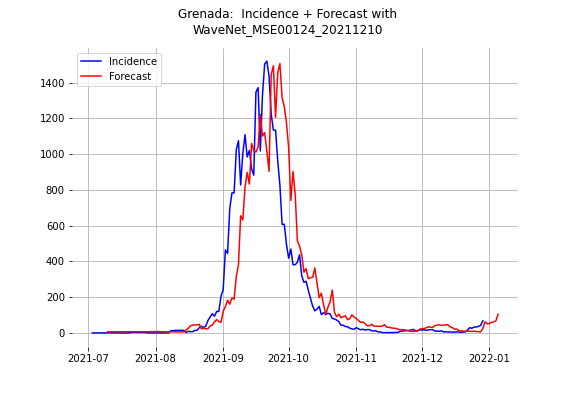 Grenada:  Incidence + Forecast with
WaveNet_MSE00124_20211210
Incidence
Forecast
1400
1200
1000
800
600
400
200
0
2021-07 2021-08 2021-09 2021-10 2021-11 2021-12 2022-01